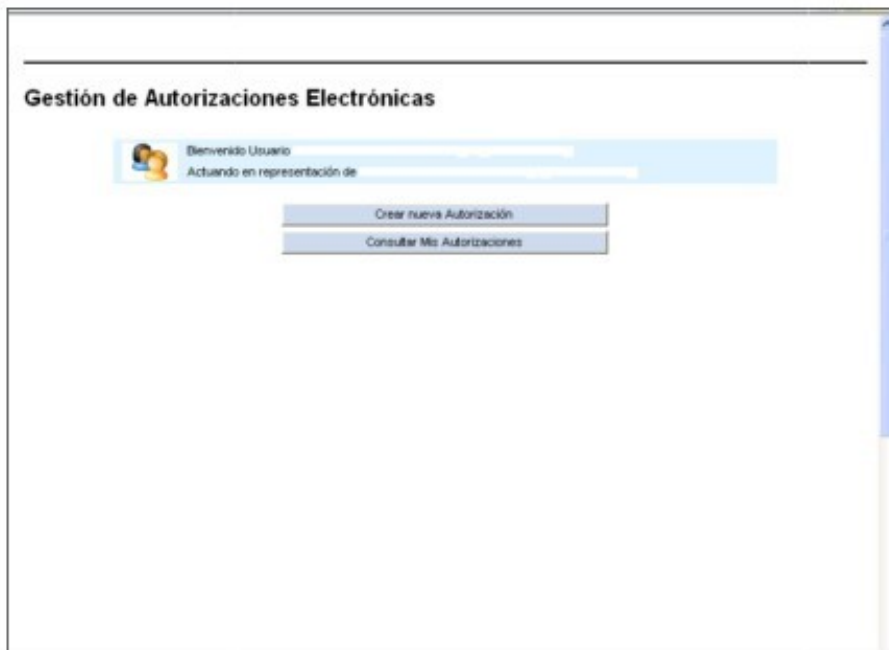 Gestión de Autorizaciones Electrónicas
Bienvenido Usuario
Actuando en representación de
Crear nueva Autorización
Consultar Mis Autorizaciones